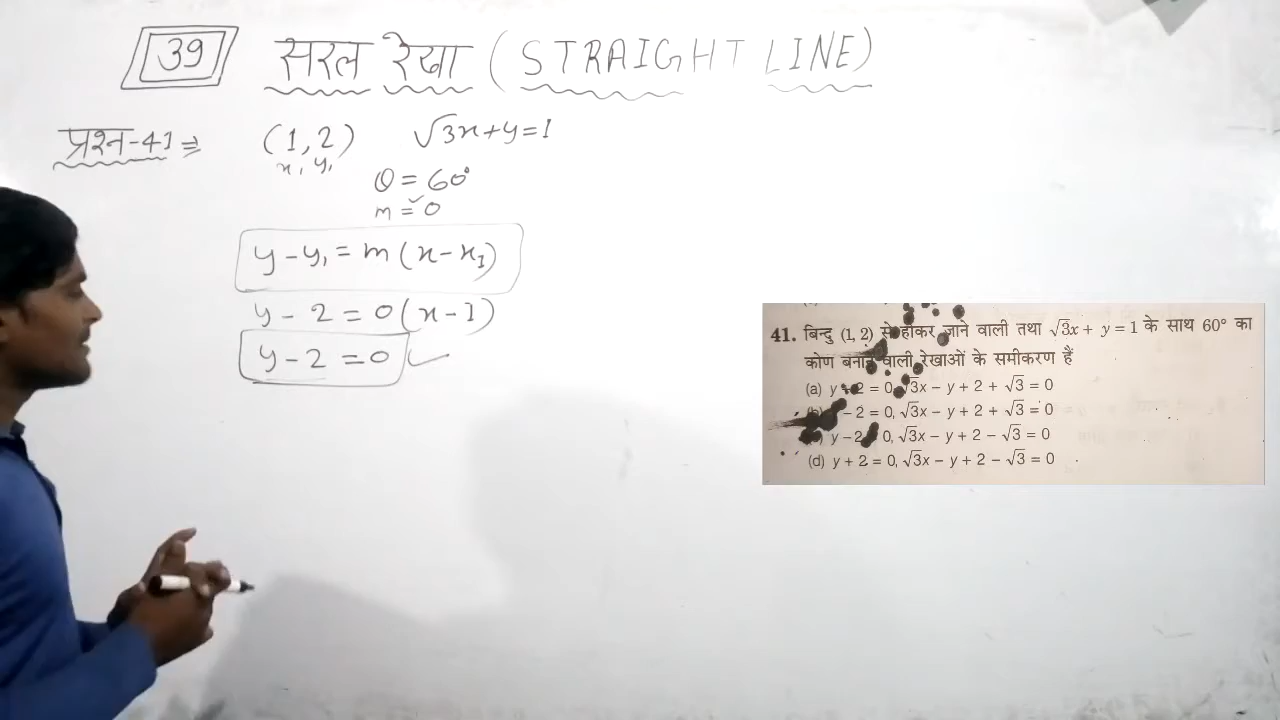 39 सरल रेखा (STRAIGHT LINE)
प्रश्न-41 ⇒ (1,2) √3x+y=1
x₁ y₁
θ = 60°
m = 0
y-y₁ = m(x-x₁)
y-2 = 0(x-1)
y-2 = 0 ✓
41. बिन्दु (1, 2) से होकर जाने वाली तथा √3x + y = 1 के साथ 60° का
कोण बनाने वाली रेखाओं के समीकरण हैं
(a) y + 2 = 0, √3x − y + 2 + √3 = 0
− 2 = 0, √3x − y + 2 + √3 = 0
y − 2 0, √3x − y + 2 − √3 = 0
(d) y + 2 = 0, √3x − y + 2 − √3 = 0